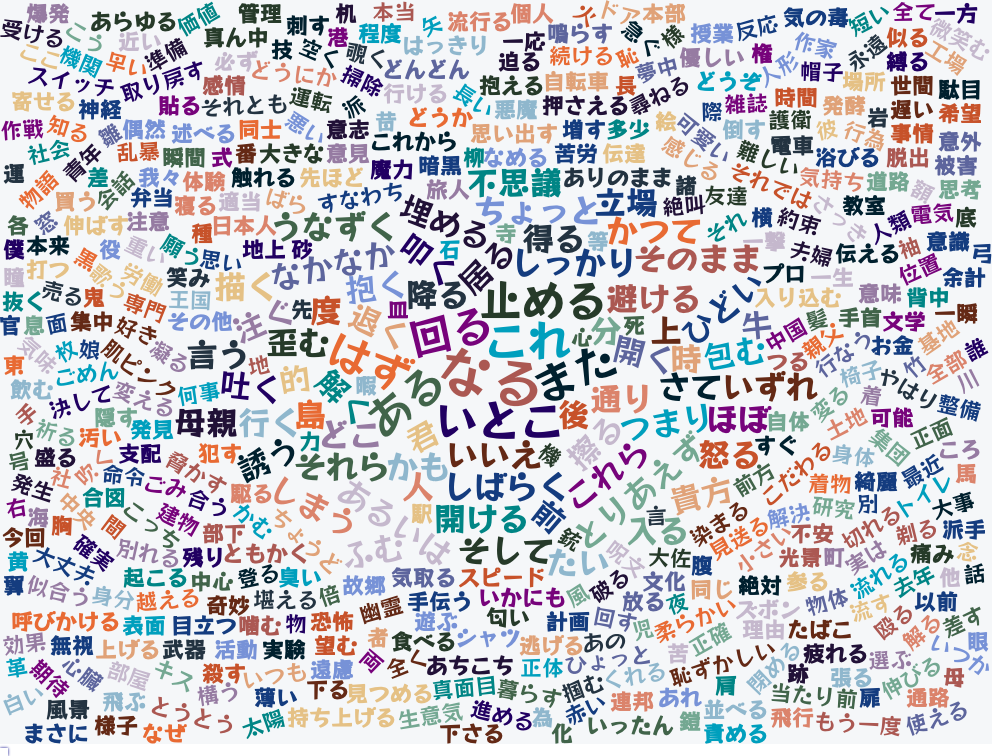 爆発 あらゆる 価値 管理 刺す 机 本当 矢 流行る 個人 ドア 本部 気の毒 短い 全て 一方
受ける こう 近い 準備 真ん中 技 空く 港 覗く 程度 はっきり 一応 鳴らす 急ぐ 様 授業 反応 作家 永遠 似る 微笑む
ここ 機関 早い 必ず どうにか 掃除 どんどん 迫る 続ける 恥 夢中 優しい 権 人形 帽子 場所 縛る 工場
スイッチ 取り戻す 感情 行ける 長い 抱える 自転車 長 どうぞ 世間 駄目
寄せる 神経 貼る それとも 運転 派 苗 どうか 悪魔 押さえる 尋ねる 際 雑誌 時間 発酵 岩 遅い 希望
作戦 知る 難 偶然 述べる 同士 悪い 意志 これから 思い出す 増す 多少 絵 可愛い 倒す 護衛 彼 行為 事情 意外
社会 責任 乱暴 瞬間 式 番 大きな 意見 魔力 暗黒 柳 なめる 苦労 伝達 感じる 難しい 電車 浴びる 脱出 被害
運 物語 差 会話 我々 体験 触れる 先ほど 旅人 不思議 ありのまま 諸 友達 それでは 気持ち 道路 額 思考
買う 弁当 寝る 適当 ばら すなわち 埋める ちょっと 立場 絶叫 それ 横 約束 さっき 教室 人類 電気 底
各 窓 伸ばす 注意 種 日本人 うなずく 叩く 石 寺 得る 等 かつて 一撃 夫婦 伝える 袖 意識 弓
僕 本来 役 重い 願う 思い 地上 砂 なかなか 居る しっかり そのまま プロ 一生 位置 余計
瞳 打つ 黒 歌う 労働 笑み 描く 抱く 降る 止める 避ける ひどい 入り込む 意味 背中
抜く 売る 鬼 専門 王国 注ぐ 先 度 退く 皿 回る これ 心 分 死 上 牛 中国 髪 手首 文学 一瞬
官 息 面 集中 好き その他 歪む はず また 開く 時 包む つる 親父 行なう お金 基地 誰
東 気味 枚 娘 肌 ピンク 凝る 言う 地 なる 竹 全部
飲む ごめん 何事 吐く 的 解く 暇 ある さて いずれ 椅子 やはり 川
手 決して 変える 母親 行く 島 いとこ 後 通り つまり ほぼ 自体 着 塗る 土地 可能 整備
穴 祈る 隠す 汚い 発見 力 どこ 君 いいえ 機 擦る 怒る すぐ 集団 正面
号 盛る 支配 犯す 誘う それら かも これら とりあえず 前方 こだわる 身体 ころ
発生 社 吹く 命令 脅かす ごみ 駆る しまう あるいは 人 しばらく 貴方 着物 綺麗 最近 馬
石 海 中央 合図 こっち 合う かむ ちょうど 駅 開ける 前 銃 言 入る 染まる 見送る 解決 研究 別 トイレ 大事
今回 胸 間 建物 部下 ふむ 小さい 不安 切れる 剃る 派手
黄 大丈夫 確実 別れる 残り ともかく そして たい 呪文 大佐 腹 光景 町 実は 痛み 念
翼 似合う 身分 起こる 中心 登る 臭い 故郷 気取る スピード 風 破る 文化 同じ 絶対 参る 流れる 去年 他 話
越える 奇妙 堪える 倍 幽霊 手伝う いかにも 回す 放る 夜 ズボン 物体 流す 以前
呼びかける 表面 目立つ 噛む 物 恐怖 遊ぶ 匂い 計画 児 柔らかい 正確 理由 たばこ 殴る 解る 差す
効果 無視 上げる 武器 活動 実験 望む 者 食べる シャツ 逃げる あの 苦 恥ずかしい 閉める 疲れる 選ぶ 眼 いつか
革 期待 心臓 部屋 キス 殺す いつも 遠慮 両 全く あちこち 正体 ひょっと くれる 肩 跡 張る 伸びる 母
白い 風景 飛ぶ 構う 薄い 下る 見つめる 真面目 暮らす 掴む 連邦 あれ 当たり前 扉 通路
まさに 様子 なぜ とうとう 太陽 持ち上げる 生意気 進める 為 赤い いったん 鎧 並べる 飛行 もう一度 使える
下さる 化 責める